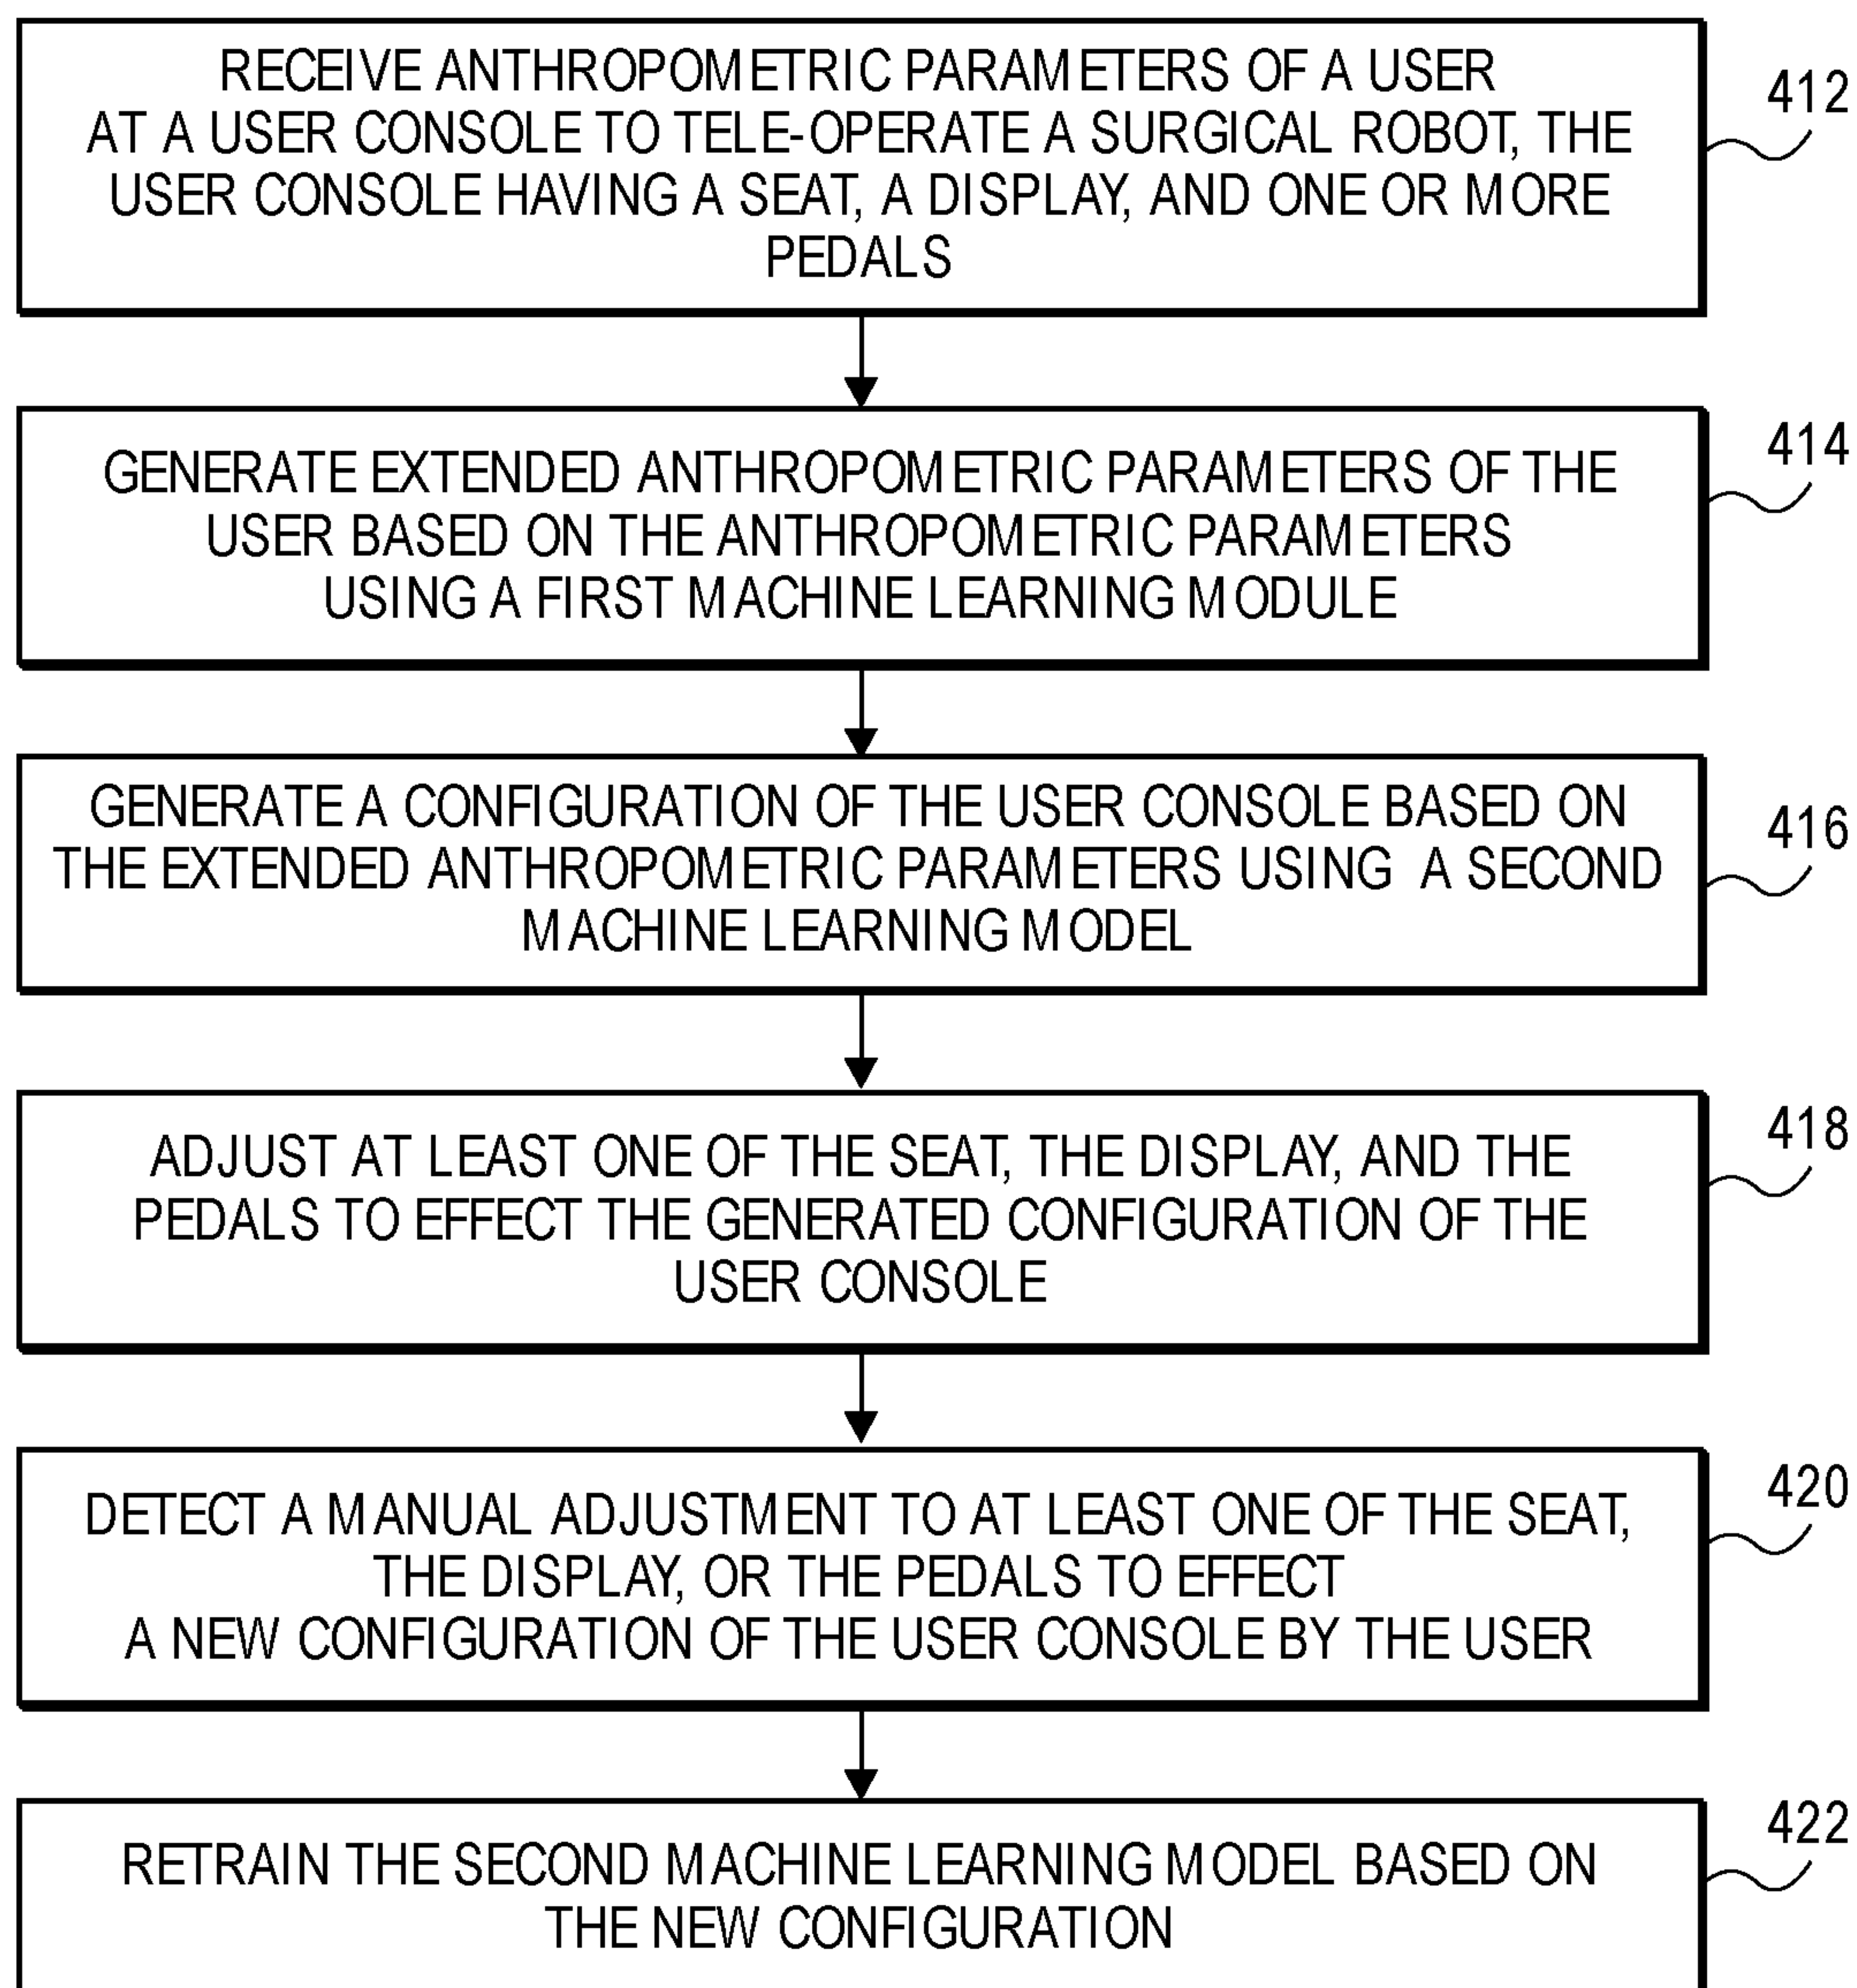 RECEIVE ANTHROPOMETRIC PARAMETERS OF A USER
AT A USER CONSOLE TO TELE-OPERATE A SURGICAL ROBOT, THE
USER CONSOLE HAVING A SEAT, A DISPLAY, AND ONE OR MORE
PEDALS
412
GENERATE EXTENDED ANTHROPOMETRIC PARAMETERS OF THE
USER BASED ON THE ANTHROPOMETRIC PARAMETERS
USING A FIRST MACHINE LEARNING MODULE
414
GENERATE A CONFIGURATION OF THE USER CONSOLE BASED ON
THE EXTENDED ANTHROPOMETRIC PARAMETERS USING A SECOND
MACHINE LEARNING MODEL
416
ADJUST AT LEAST ONE OF THE SEAT, THE DISPLAY, AND THE
PEDALS TO EFFECT THE GENERATED CONFIGURATION OF THE
USER CONSOLE
418
DETECT A MANUAL ADJUSTMENT TO AT LEAST ONE OF THE SEAT,
THE DISPLAY, OR THE PEDALS TO EFFECT
A NEW CONFIGURATION OF THE USER CONSOLE BY THE USER
420
RETRAIN THE SECOND MACHINE LEARNING MODEL BASED ON
THE NEW CONFIGURATION
422